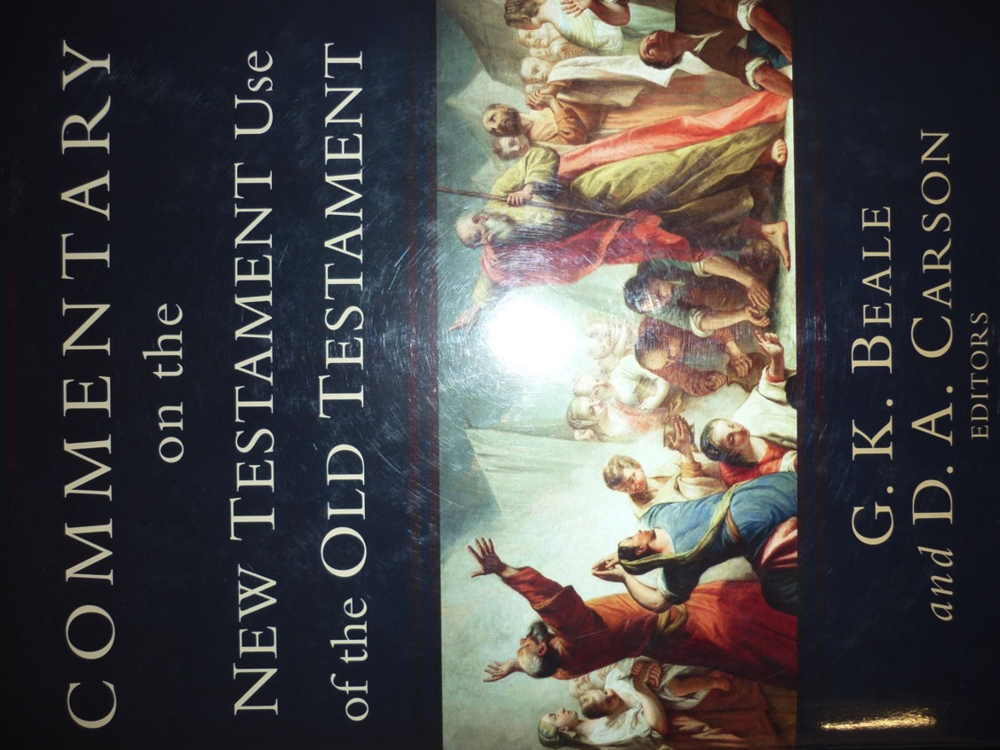 COMMENTARY
on the
NEW TESTAMENT USE
of the OLD TESTAMENT
G. K. BEALE
and D. A. CARSON
EDITORS